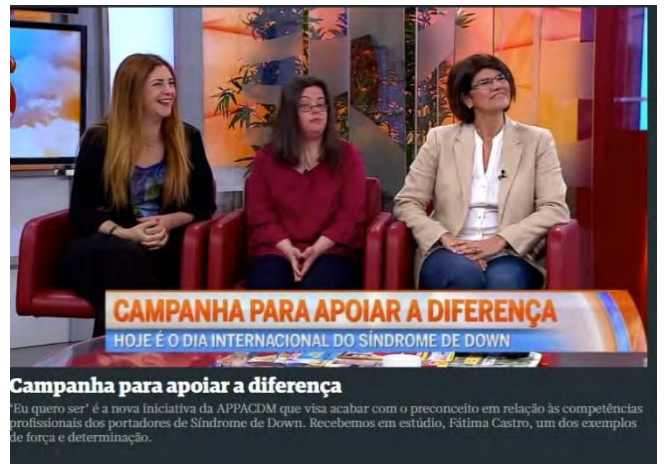 CAMPANHA PARA APOIAR A DIFERENÇA
HOJE É O DIA INTERNACIONAL DO SÍNDROME DE DOWN
Campanha para apoiar a diferença
'Eu quero ser' é a nova iniciativa da APPACDM que visa acabar com o preconceito em relação às competências
profissionais dos portadores de Síndrome de Down. Recebemos em estúdio, Fátima Castro, um dos exemplos
de força e determinação.